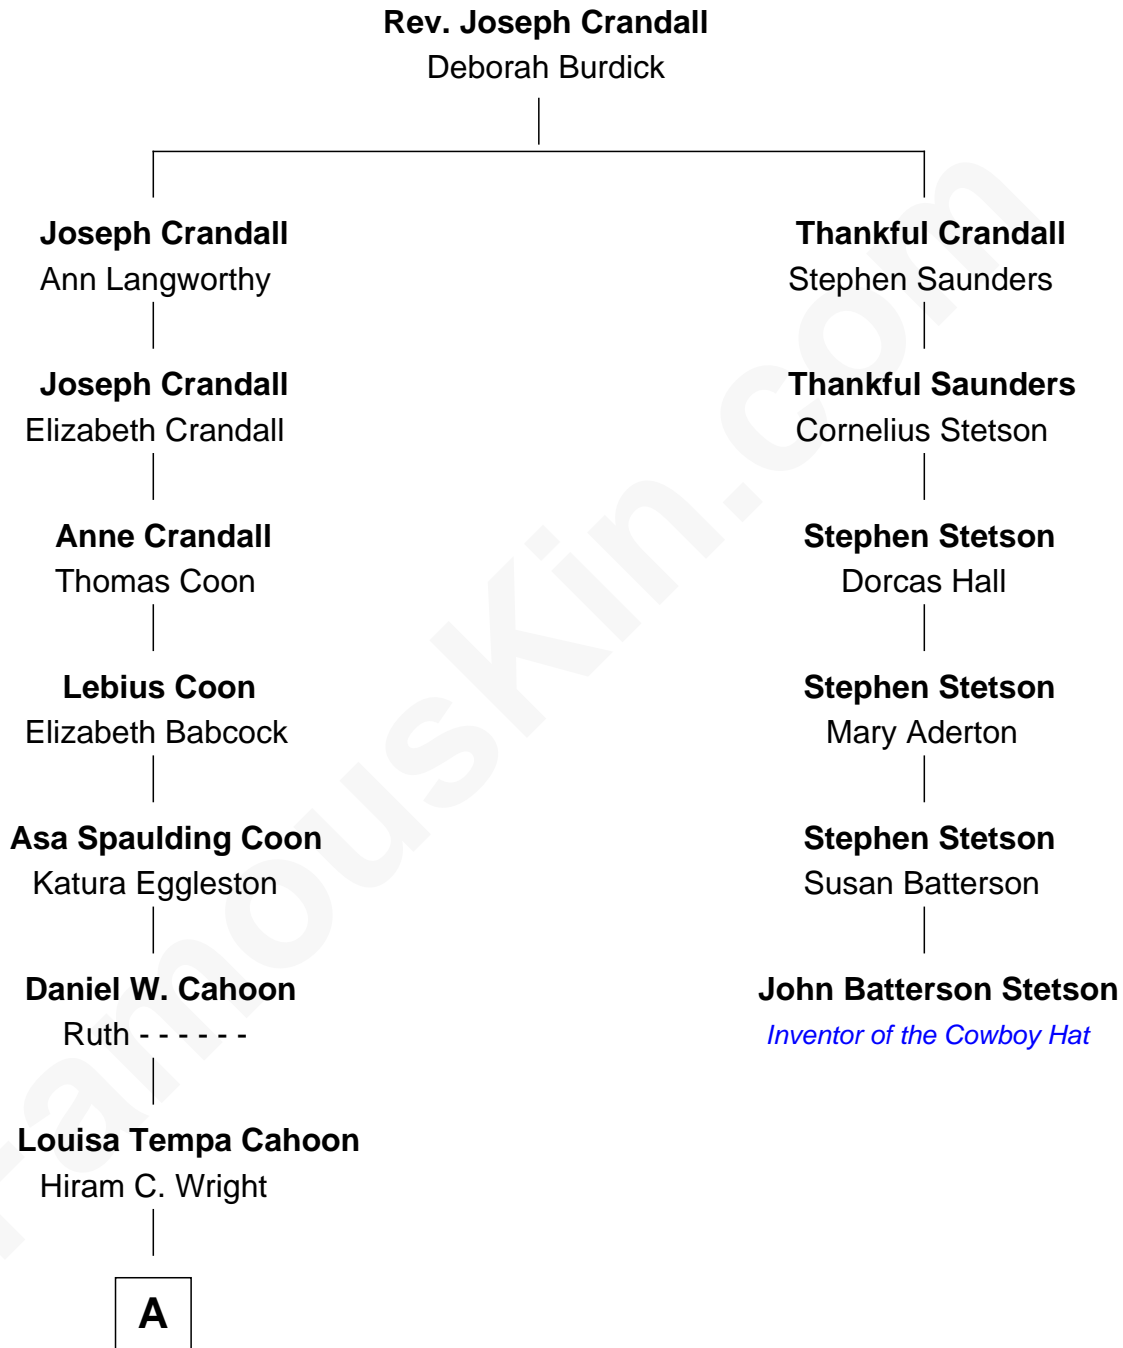 Rev. Joseph Crandall
Deborah Burdick
Joseph Crandall
Ann Langworthy
Thankful Crandall
Stephen Saunders
Joseph Crandall
Elizabeth Crandall
Thankful Saunders
Cornelius Stetson
Anne Crandall
Thomas Coon
Stephen Stetson
Dorcas Hall
Lebius Coon
Elizabeth Babcock
Stephen Stetson
Mary Aderton
Asa Spaulding Coon
Katura Eggleston
Stephen Stetson
Susan Batterson
Daniel W. Cahoon
Ruth - - - - - -
John Batterson Stetson
Inventor of the Cowboy Hat
Louisa Tempa Cahoon
Hiram C. Wright
A
FamousKin.com